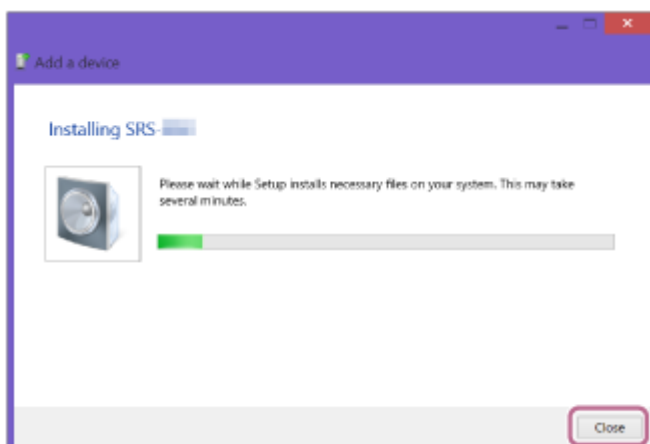 Add a device
Installing SRS-
Please wait while Setup installs necessary files on your system. This may take
several minutes.
Close